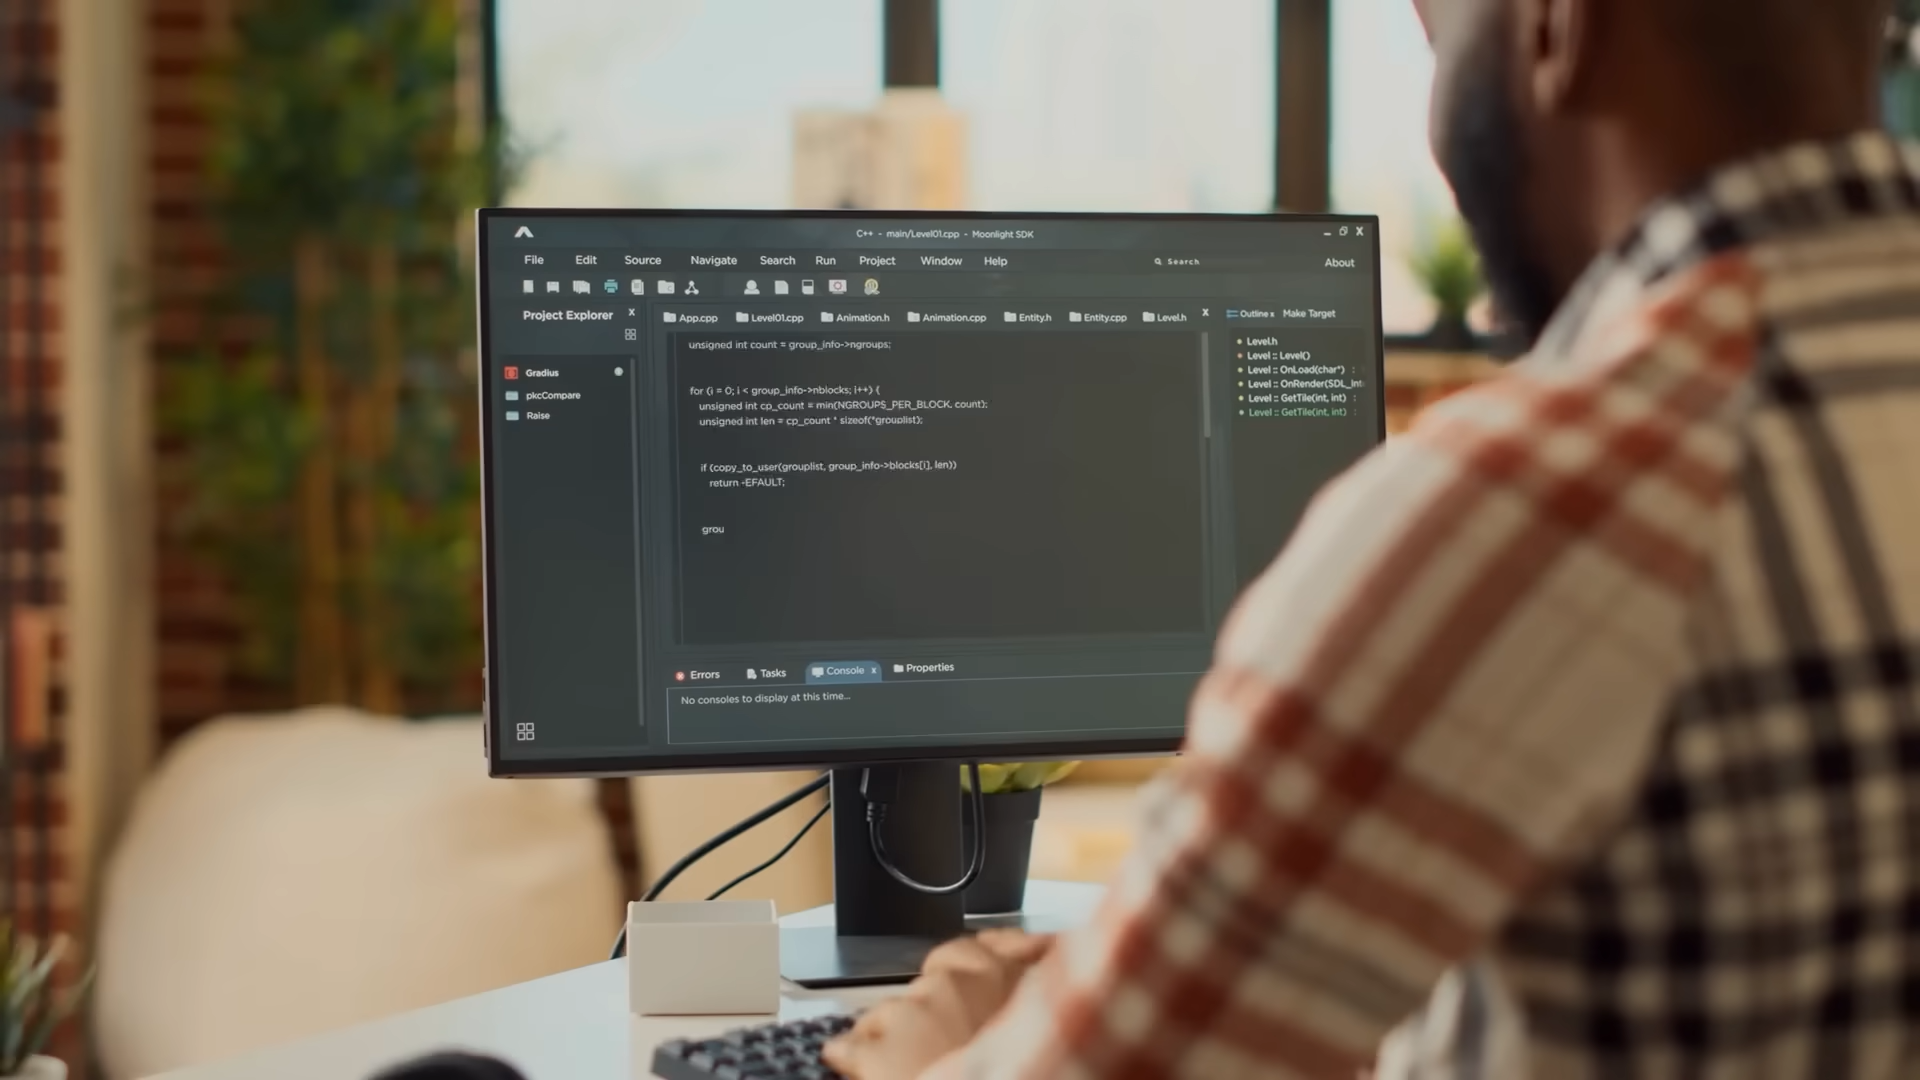 C++ - main/Level01.cpp - Moonlight SDK
File Edit Source Navigate Search Run Project Window Help Search About
Project Explorer x
App.cpp Level01.cpp Animation.h Animation.cpp Entity.h Entity.cpp Level.h x
Outline x Make Target
Gradius
pkcCompare
Raise
unsigned int count = group_info->ngroups;
for (i = 0; i < group_info->nblocks; i++) {
unsigned int cp_count = min(NGROUPS_PER_BLOCK, count);
unsigned int len = cp_count * sizeof(*grouplist);
if (copy_to_user(grouplist, group_info->blocks[i], len))
return -EFAULT;
grou
Level.h
Level :: Level()
Level :: OnLoad(char*) :
Level :: OnRender(SDL_Int
Level :: GetTile(int, int) :
Level :: GetTile(int, int) :
Errors Tasks Console x Properties
No consoles to display at this time...